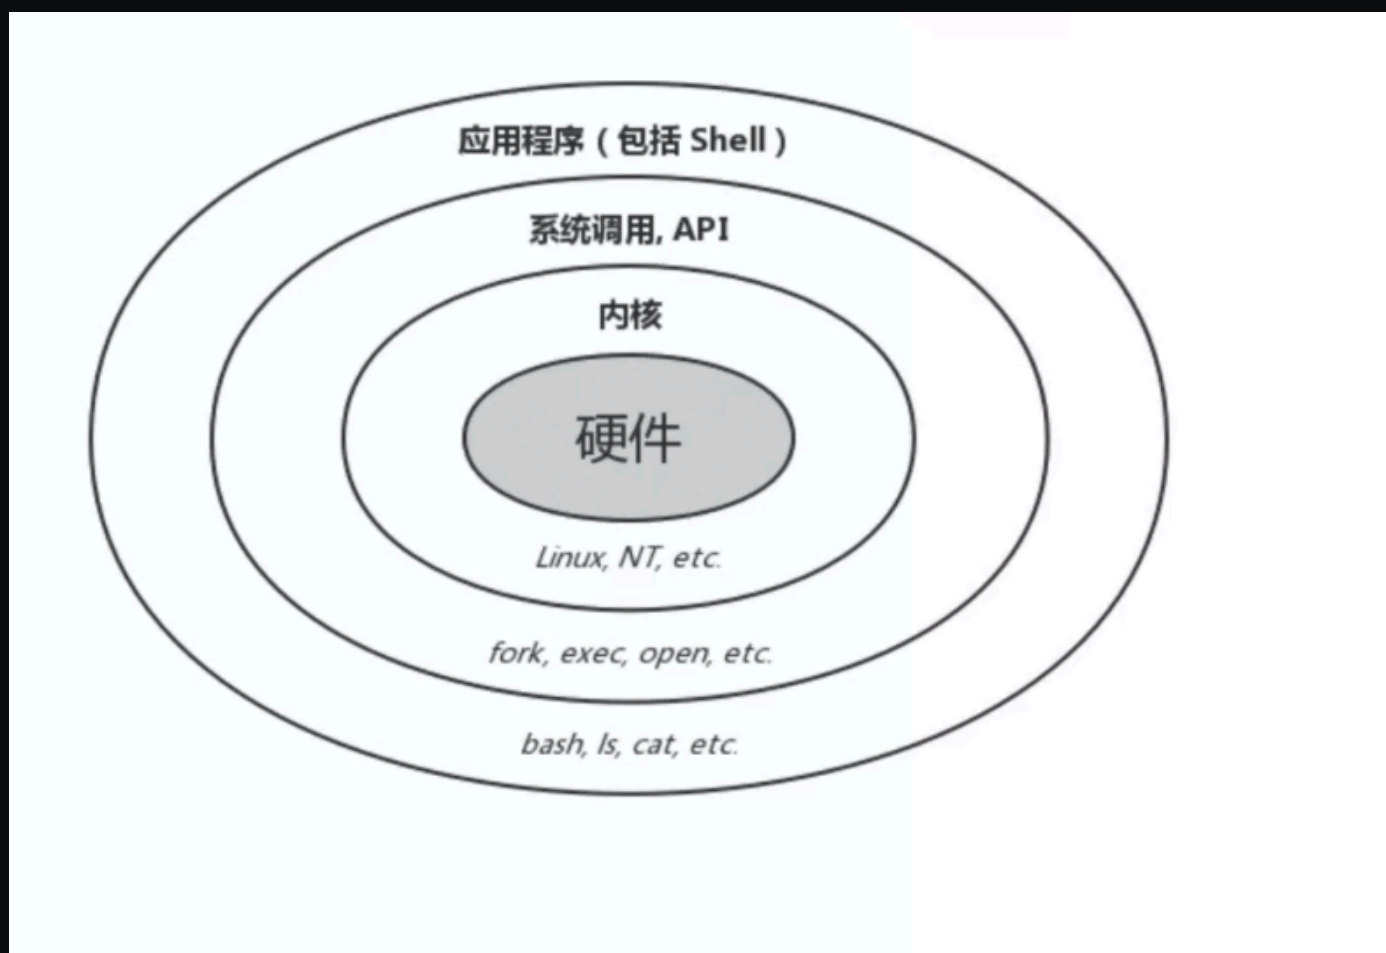 应用程序（包括 Shell）
系统调用, API
内核
硬件
Linux, NT, etc.
fork, exec, open, etc.
bash, ls, cat, etc.